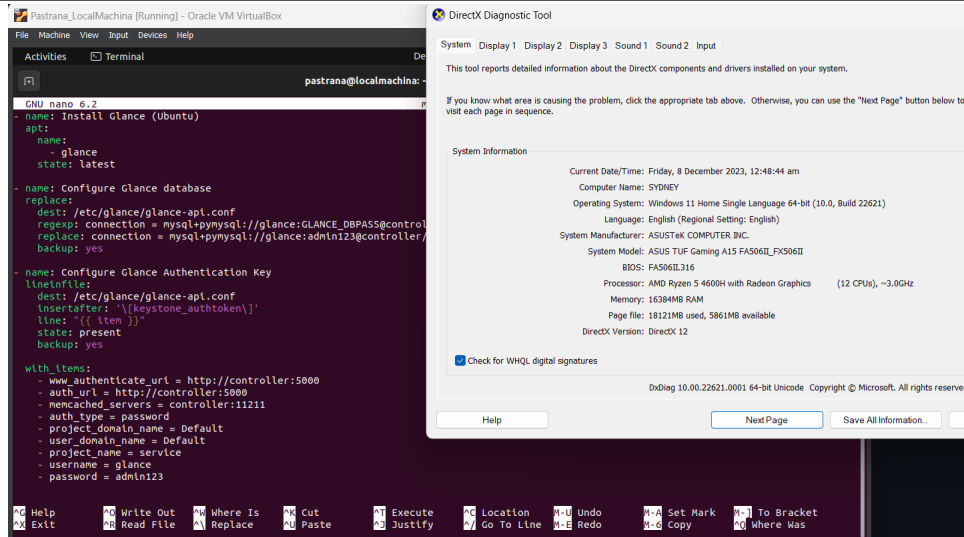 Pastrana_LocalMachina [Running] - Oracle VM VirtualBox
File Machine View Input Devices Help
Activities Terminal De
pastrana@localmachina: ~
GNU nano 6.2
- name: Install Glance (Ubuntu)
apt:
name:
- glance
state: latest
- name: Configure Glance database
replace:
dest: /etc/glance/glance-api.conf
regexp: connection = mysql+pymysql://glance:GLANCE_DBPASS@control
replace: connection = mysql+pymysql://glance:admin123@controller/
backup: yes
- name: Configure Glance Authentication Key
lineinfile:
dest: /etc/glance/glance-api.conf
insertafter: '\[keystone_authtoken\]'
line: "{{ item }}"
state: present
backup: yes
with_items:
- www_authenticate_uri = http://controller:5000
- auth_url = http://controller:5000
- memcached_servers = controller:11211
- auth_type = password
- project_domain_name = Default
- user_domain_name = Default
- project_name = service
- username = glance
- password = admin123
^G Help ^O Write Out ^W Where Is ^K Cut ^T Execute ^C Location M-U Undo M-A Set Mark M-] To Bracket
^X Exit ^R Read File ^\ Replace ^U Paste ^J Justify ^/ Go To Line M-E Redo M-6 Copy ^Q Where Was
DirectX Diagnostic Tool
System Display 1 Display 2 Display 3 Sound 1 Sound 2 Input
This tool reports detailed information about the DirectX components and drivers installed on your system.
If you know what area is causing the problem, click the appropriate tab above. Otherwise, you can use the "Next Page" button below to
visit each page in sequence.
System Information
Current Date/Time: Friday, 8 December 2023, 12:48:44 am
Computer Name: SYDNEY
Operating System: Windows 11 Home Single Language 64-bit (10.0, Build 22621)
Language: English (Regional Setting: English)
System Manufacturer: ASUSTeK COMPUTER INC.
System Model: ASUS TUF Gaming A15 FA506II_FX506II
BIOS: FA506II.316
Processor: AMD Ryzen 5 4600H with Radeon Graphics (12 CPUs), ~3.0GHz
Memory: 16384MB RAM
Page file: 18121MB used, 5861MB available
DirectX Version: DirectX 12
Check for WHQL digital signatures
DxDiag 10.00.22621.0001 64-bit Unicode Copyright © Microsoft. All rights reserve
Help Next Page Save All Information...